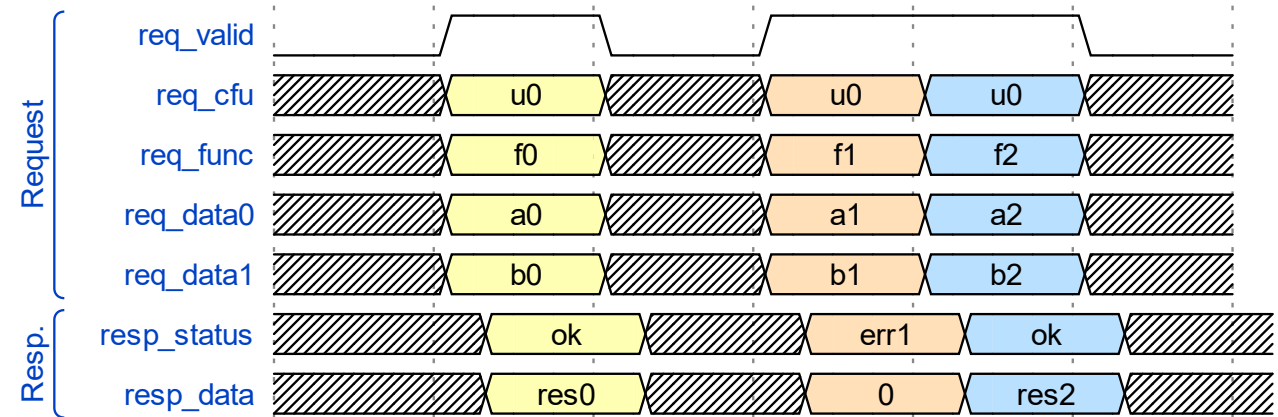 Request
req_valid
req_cfu u0 u0 u0
req_func f0 f1 f2
req_data0 a0 a1 a2
req_data1 b0 b1 b2
Resp.
resp_status ok err1 ok
resp_data res0 0 res2